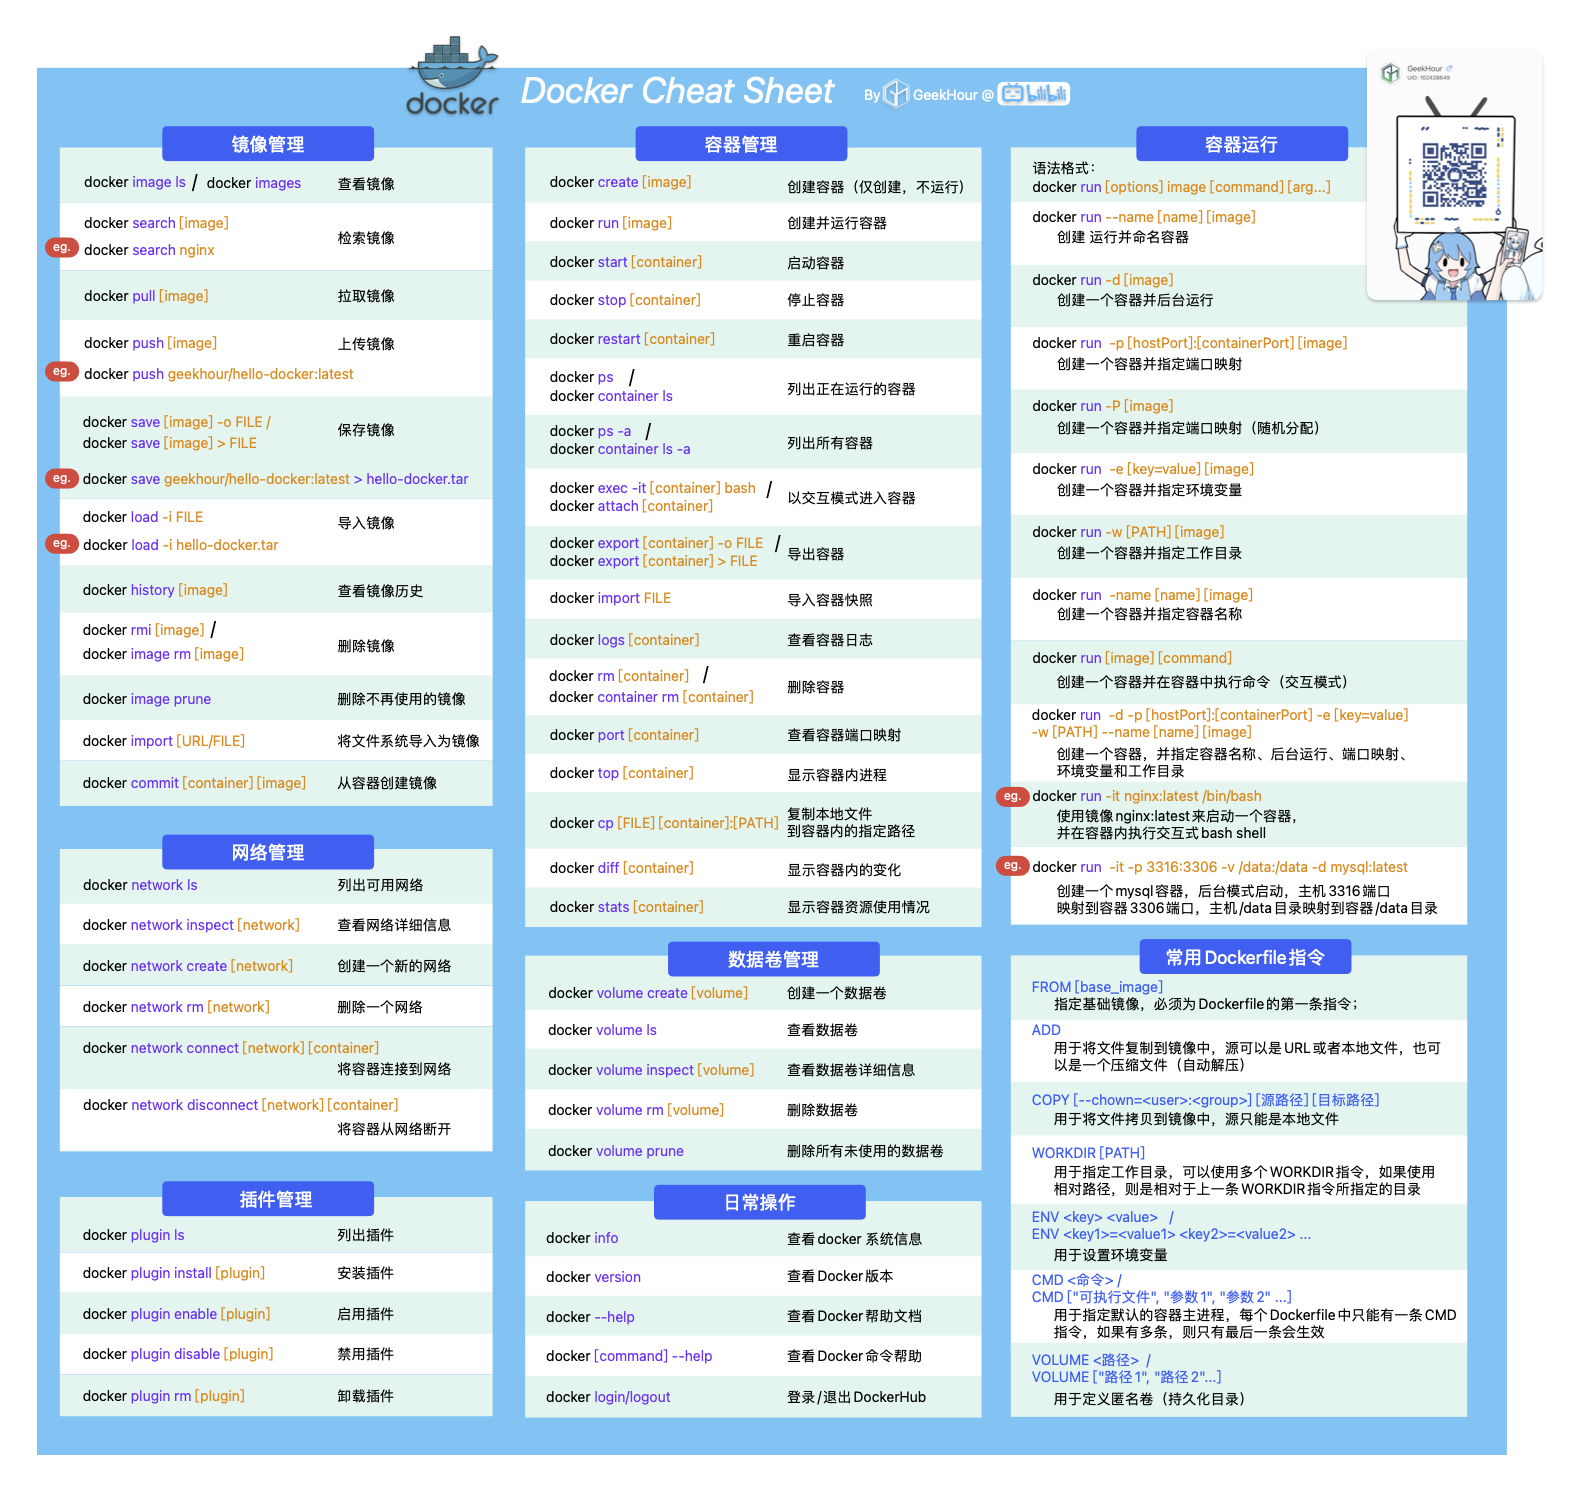 docker
Docker Cheat Sheet
By GeekHour @ bilibili
GeekHour
UID: 102438649
镜像管理
docker image ls / docker images 查看镜像
docker search [image]
检索镜像
eg. docker search nginx
docker pull [image] 拉取镜像
docker push [image] 上传镜像
eg. docker push geekhour/hello-docker:latest
docker save [image] -o FILE /
保存镜像
docker save [image] > FILE
eg. docker save geekhour/hello-docker:latest > hello-docker.tar
docker load -i FILE 导入镜像
eg. docker load -i hello-docker.tar
docker history [image] 查看镜像历史
docker rmi [image] /
删除镜像
docker image rm [image]
docker image prune 删除不再使用的镜像
docker import [URL/FILE] 将文件系统导入为镜像
docker commit [container] [image] 从容器创建镜像
网络管理
docker network ls 列出可用网络
docker network inspect [network] 查看网络详细信息
docker network create [network] 创建一个新的网络
docker network rm [network] 删除一个网络
docker network connect [network] [container]
将容器连接到网络
docker network disconnect [network] [container]
将容器从网络断开
插件管理
docker plugin ls 列出插件
docker plugin install [plugin] 安装插件
docker plugin enable [plugin] 启用插件
docker plugin disable [plugin] 禁用插件
docker plugin rm [plugin] 卸载插件
容器管理
docker create [image] 创建容器（仅创建，不运行）
docker run [image] 创建并运行容器
docker start [container] 启动容器
docker stop [container] 停止容器
docker restart [container] 重启容器
docker ps /
列出正在运行的容器
docker container ls
docker ps -a /
列出所有容器
docker container ls -a
docker exec -it [container] bash /
以交互模式进入容器
docker attach [container]
docker export [container] -o FILE /
导出容器
docker export [container] > FILE
docker import FILE 导入容器快照
docker logs [container] 查看容器日志
docker rm [container] /
删除容器
docker container rm [container]
docker port [container] 查看容器端口映射
docker top [container] 显示容器内进程
复制本地文件
docker cp [FILE] [container]:[PATH]
到容器内的指定路径
docker diff [container] 显示容器内的变化
docker stats [container] 显示容器资源使用情况
数据卷管理
docker volume create [volume] 创建一个数据卷
docker volume ls 查看数据卷
docker volume inspect [volume] 查看数据卷详细信息
docker volume rm [volume] 删除数据卷
docker volume prune 删除所有未使用的数据卷
日常操作
docker info 查看docker 系统信息
docker version 查看Docker版本
docker --help 查看Docker帮助文档
docker [command] --help 查看Docker命令帮助
docker login/logout 登录/退出DockerHub
容器运行
语法格式：
docker run [options] image [command] [arg...]
docker run --name [name] [image]
创建 运行并命名容器
docker run -d [image]
创建一个容器并后台运行
docker run -p [hostPort]:[containerPort] [image]
创建一个容器并指定端口映射
docker run -P [image]
创建一个容器并指定端口映射（随机分配）
docker run -e [key=value] [image]
创建一个容器并指定环境变量
docker run -w [PATH] [image]
创建一个容器并指定工作目录
docker run -name [name] [image]
创建一个容器并指定容器名称
docker run [image] [command]
创建一个容器并在容器中执行命令（交互模式）
docker run -d -p [hostPort]:[containerPort] -e [key=value]
-w [PATH] --name [name] [image]
创建一个容器，并指定容器名称、后台运行、端口映射、
环境变量和工作目录
eg. docker run -it nginx:latest /bin/bash
使用镜像nginx:latest来启动一个容器，
并在容器内执行交互式bash shell
eg. docker run -it -p 3316:3306 -v /data:/data -d mysql:latest
创建一个mysql容器，后台模式启动，主机3316端口
映射到容器3306端口，主机/data目录映射到容器/data目录
常用Dockerfile指令
FROM [base_image]
指定基础镜像，必须为Dockerfile的第一条指令；
ADD
用于将文件复制到镜像中，源可以是URL或者本地文件，也可
以是一个压缩文件（自动解压）
COPY [--chown=<user>:<group>] [源路径] [目标路径]
用于将文件拷贝到镜像中，源只能是本地文件
WORKDIR [PATH]
用于指定工作目录，可以使用多个WORKDIR指令，如果使用
相对路径，则是相对于上一条WORKDIR指令所指定的目录
ENV <key> <value> /
ENV <key1>=<value1> <key2>=<value2> ...
用于设置环境变量
CMD <命令> /
CMD ["可执行文件", "参数1", "参数2" ...]
用于指定默认的容器主进程，每个Dockerfile中只能有一条CMD
指令，如果有多条，则只有最后一条会生效
VOLUME <路径> /
VOLUME ["路径1", "路径2"...]
用于定义匿名卷（持久化目录）